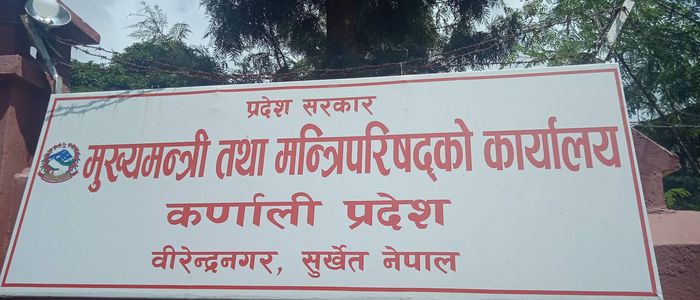 प्रदेश सरकार
मुख्यमन्त्री तथा मन्त्रिपरिषद्को कार्यालय
कर्णाली प्रदेश
वीरेन्द्रनगर, सुर्खेत नेपाल